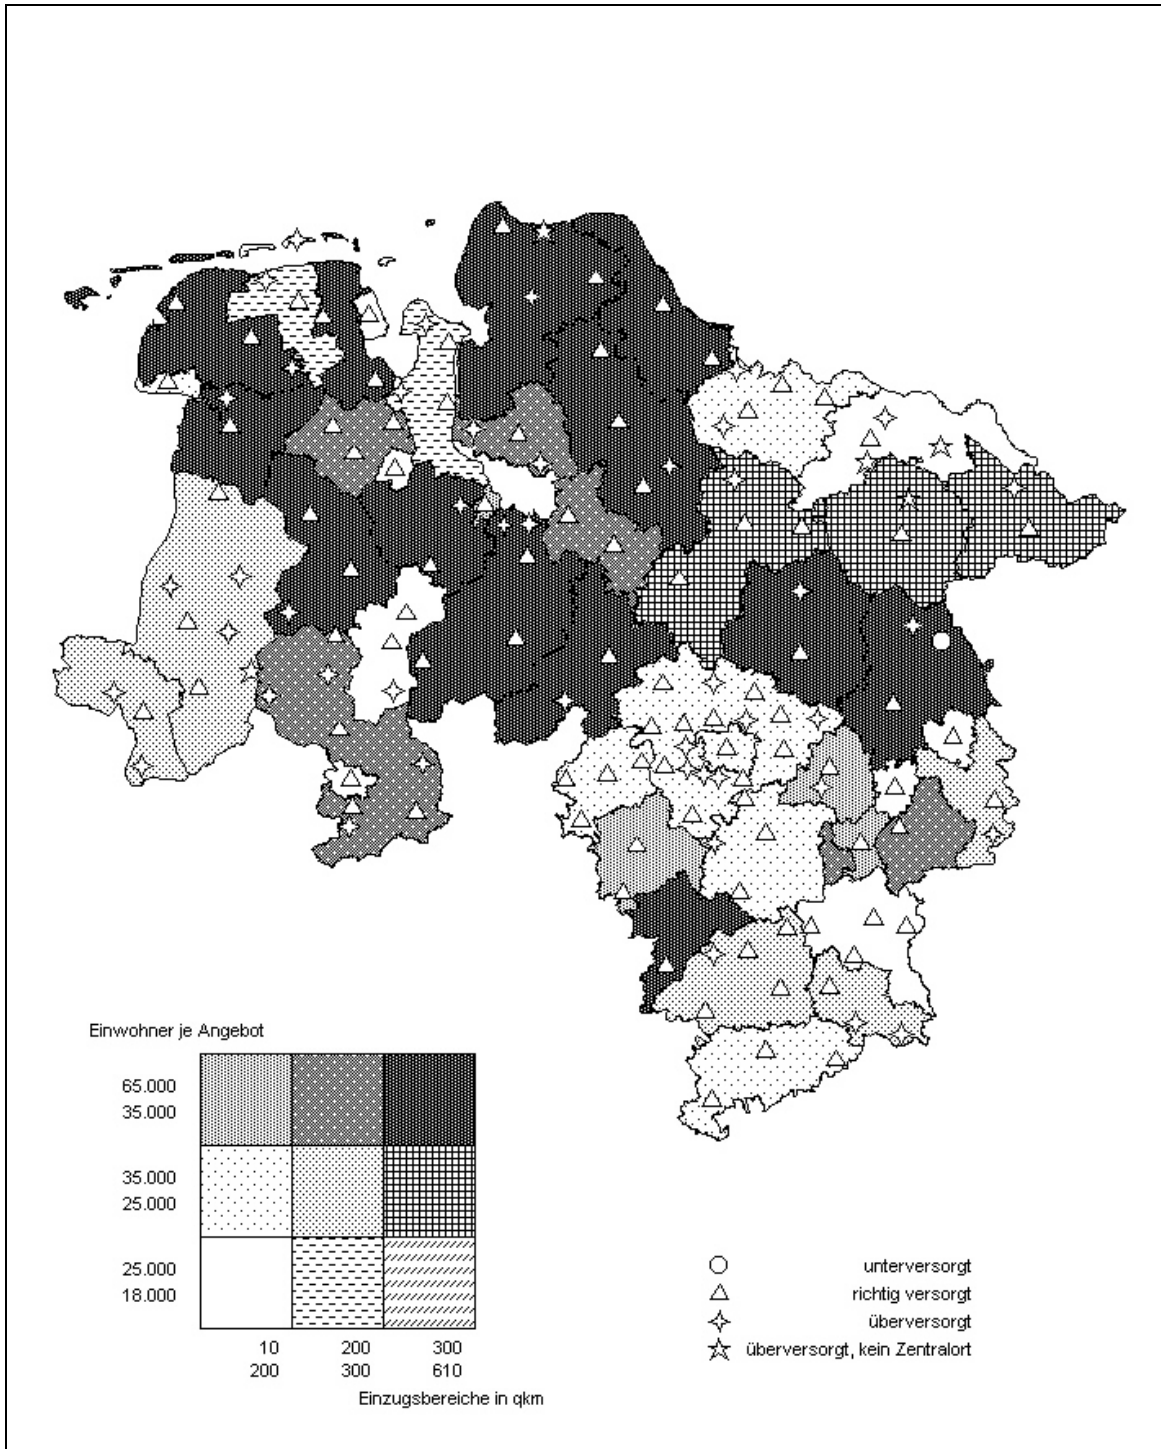 Einwohner je Angebot
65.000
35.000
35.000
25.000
25.000
18.000
10 200 300
200 300 610
Einzugsbereiche in qkm
unterversorgt
richtig versorgt
überversorgt
überversorgt, kein Zentralort